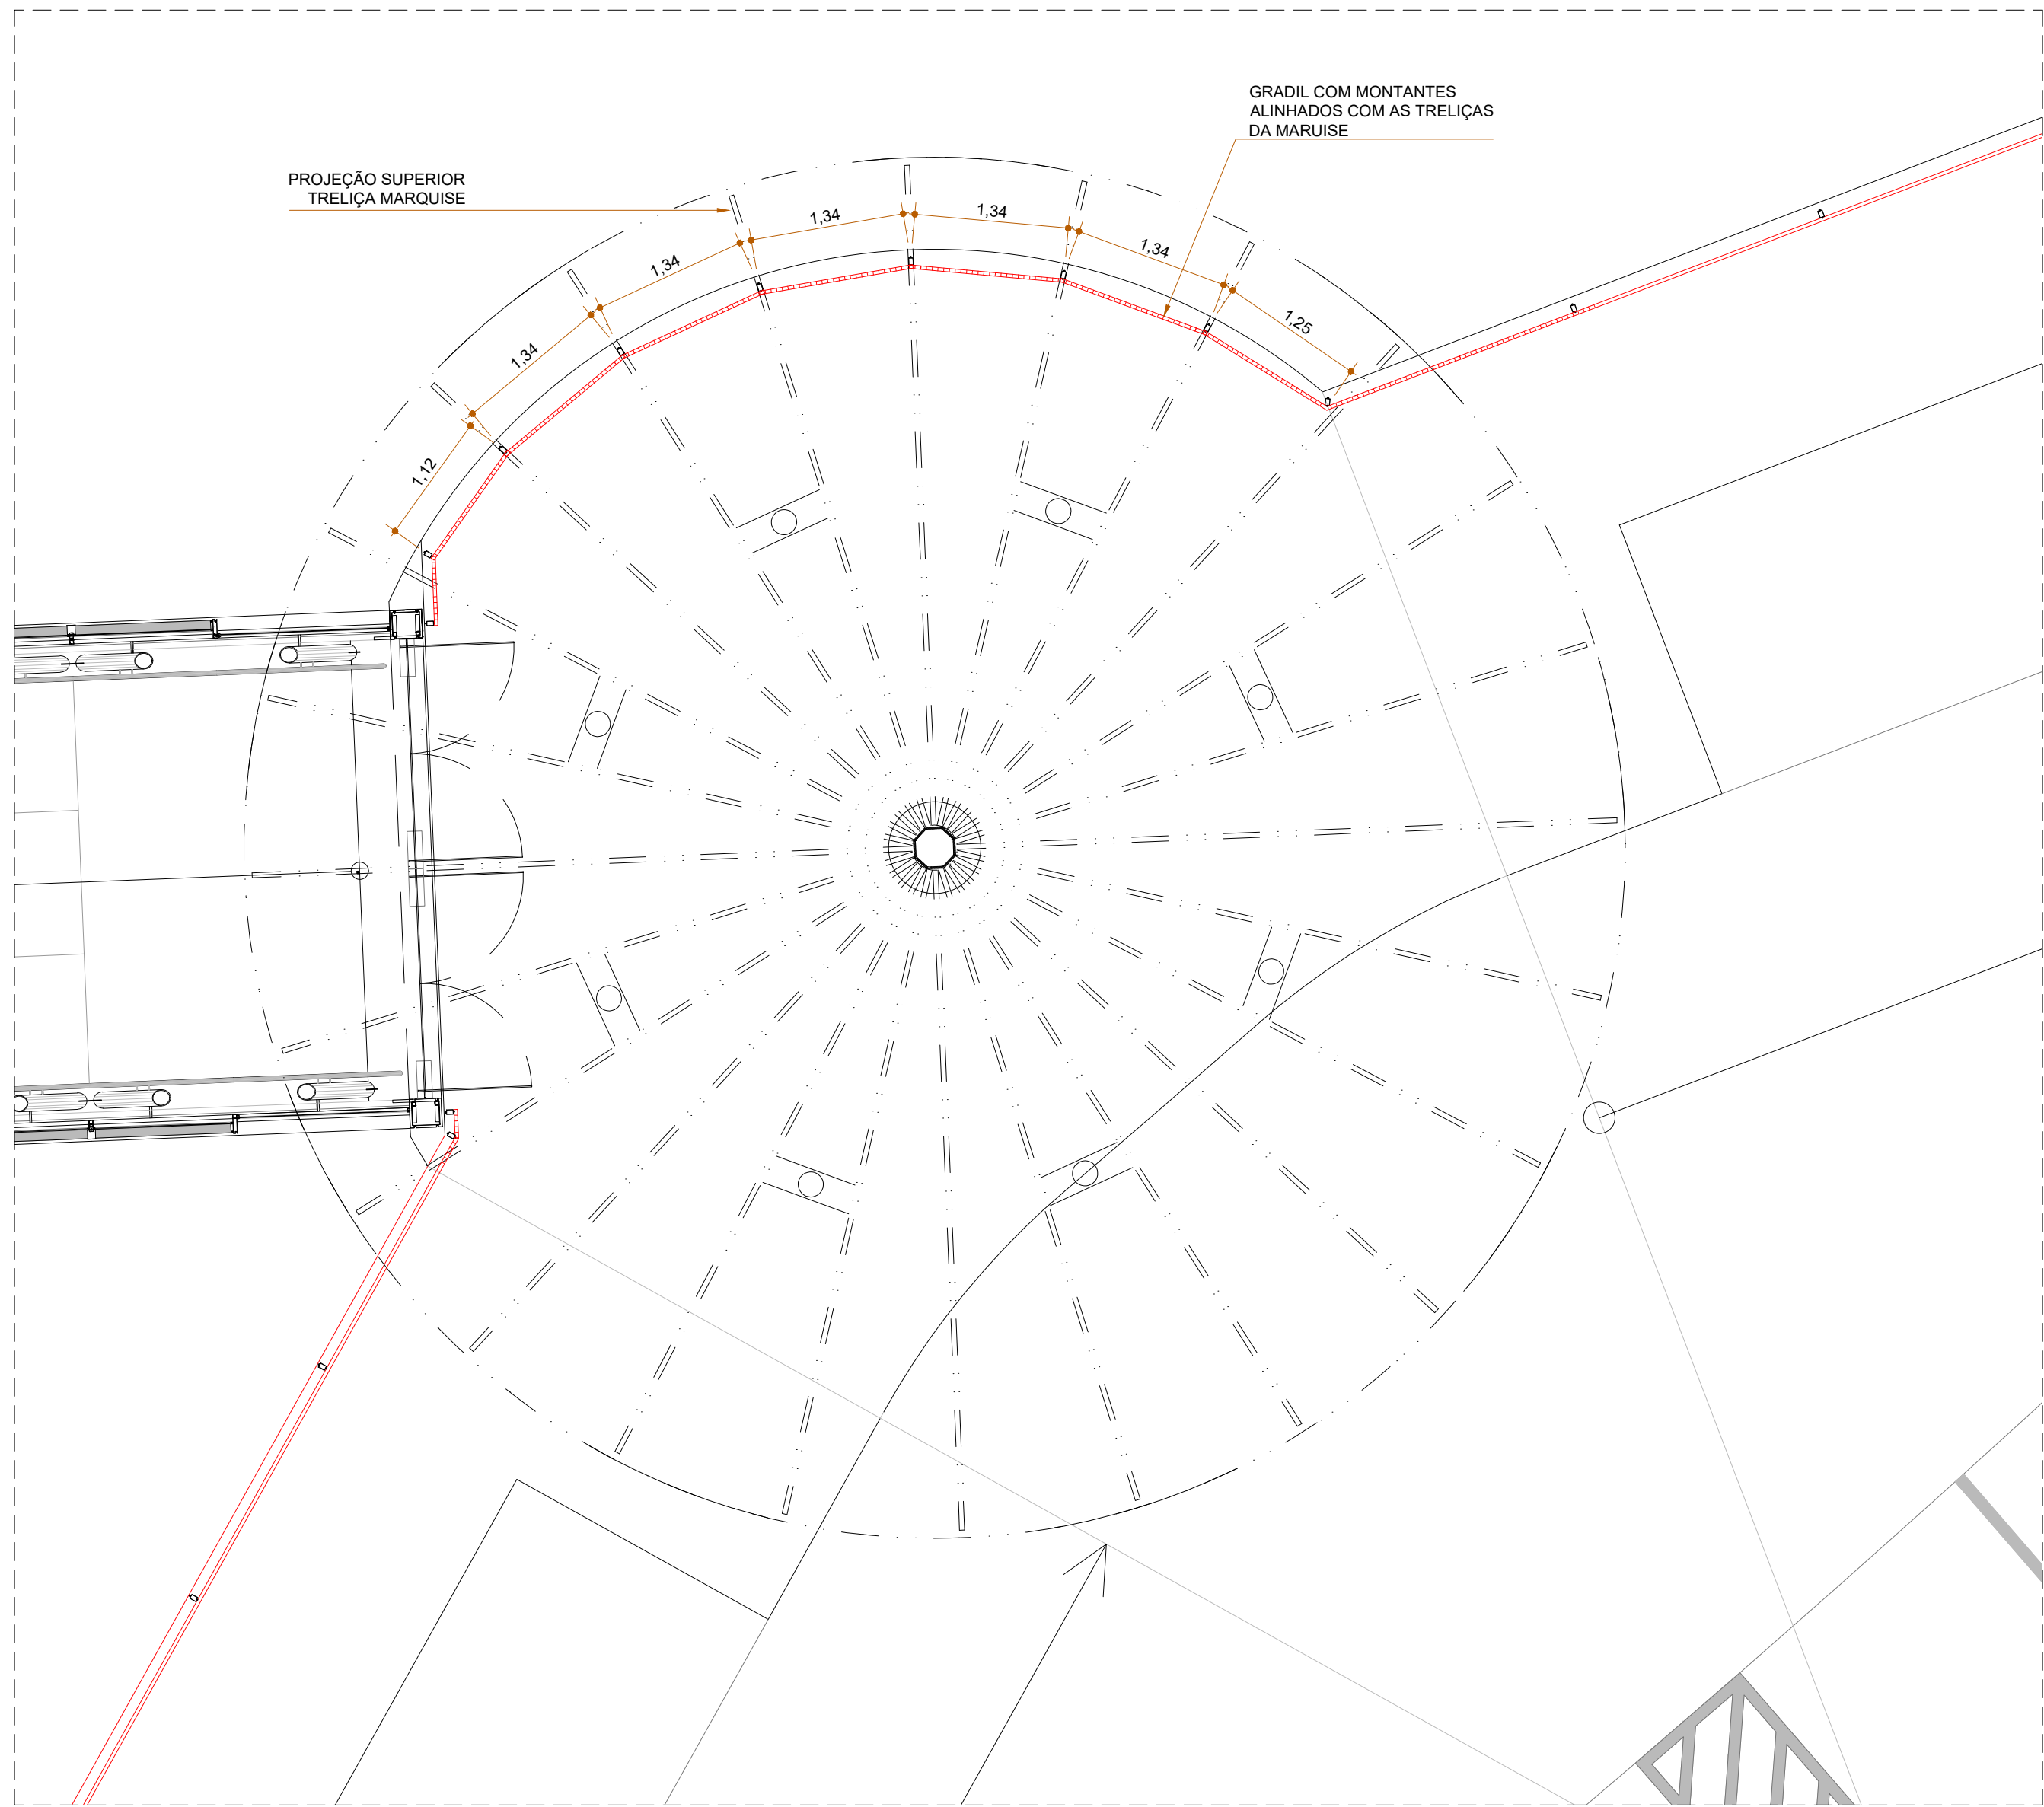 GRADIL COM MONTANTES
ALINHADOS COM AS TRELIÇAS
DA MARUISE
PROJEÇÃO SUPERIOR
TRELIÇA MARQUISE
1,12
1,34
1,34
1,34
1,34
1,34
1,25